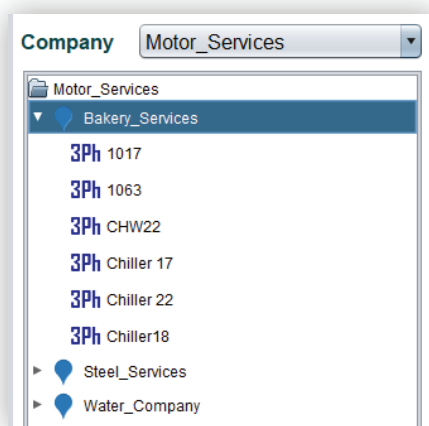 Company Motor_Services
Motor_Services
Bakery_Services
3Ph 1017
3Ph 1063
3Ph CHW22
3Ph Chiller 17
3Ph Chiller 22
3Ph Chiller18
Steel_Services
Water_Company